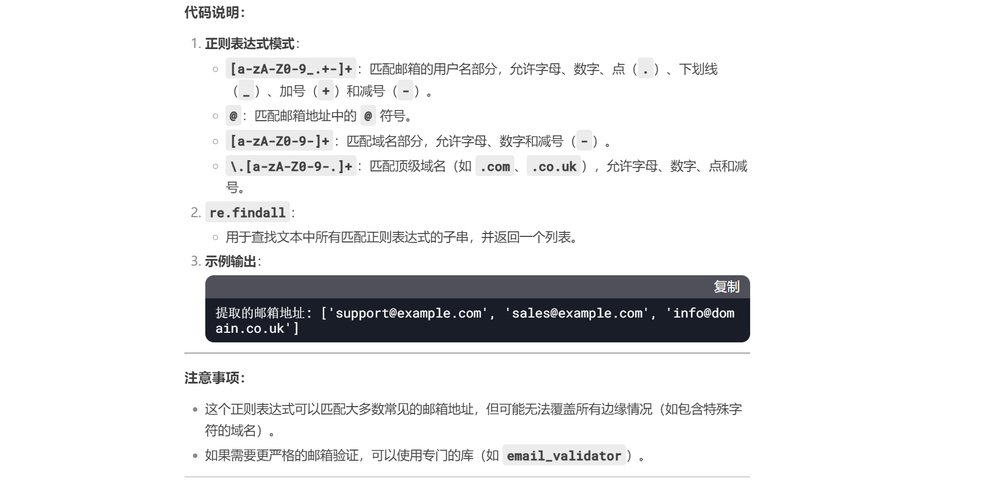 代码说明：
1. 正则表达式模式：
[a-zA-Z0-9_.+-]+：匹配邮箱的用户名部分，允许字母、数字、点（.）、下划线
（_）、加号（+）和减号（-）。
@：匹配邮箱地址中的 @ 符号。
[a-zA-Z0-9-]+：匹配域名部分，允许字母、数字和减号（-）。
\.[a-zA-Z0-9-.]+：匹配顶级域名（如 .com、.co.uk），允许字母、数字、点和减
号。
2. re.findall：
用于查找文本中所有匹配正则表达式的子串，并返回一个列表。
3. 示例输出：
复制
提取的邮箱地址: ['support@example.com', 'sales@example.com', 'info@dom
ain.co.uk']
注意事项：
这个正则表达式可以匹配大多数常见的邮箱地址，但可能无法覆盖所有边缘情况（如包含特殊字
符的域名）。
如果需要更严格的邮箱验证，可以使用专门的库（如 email_validator）。